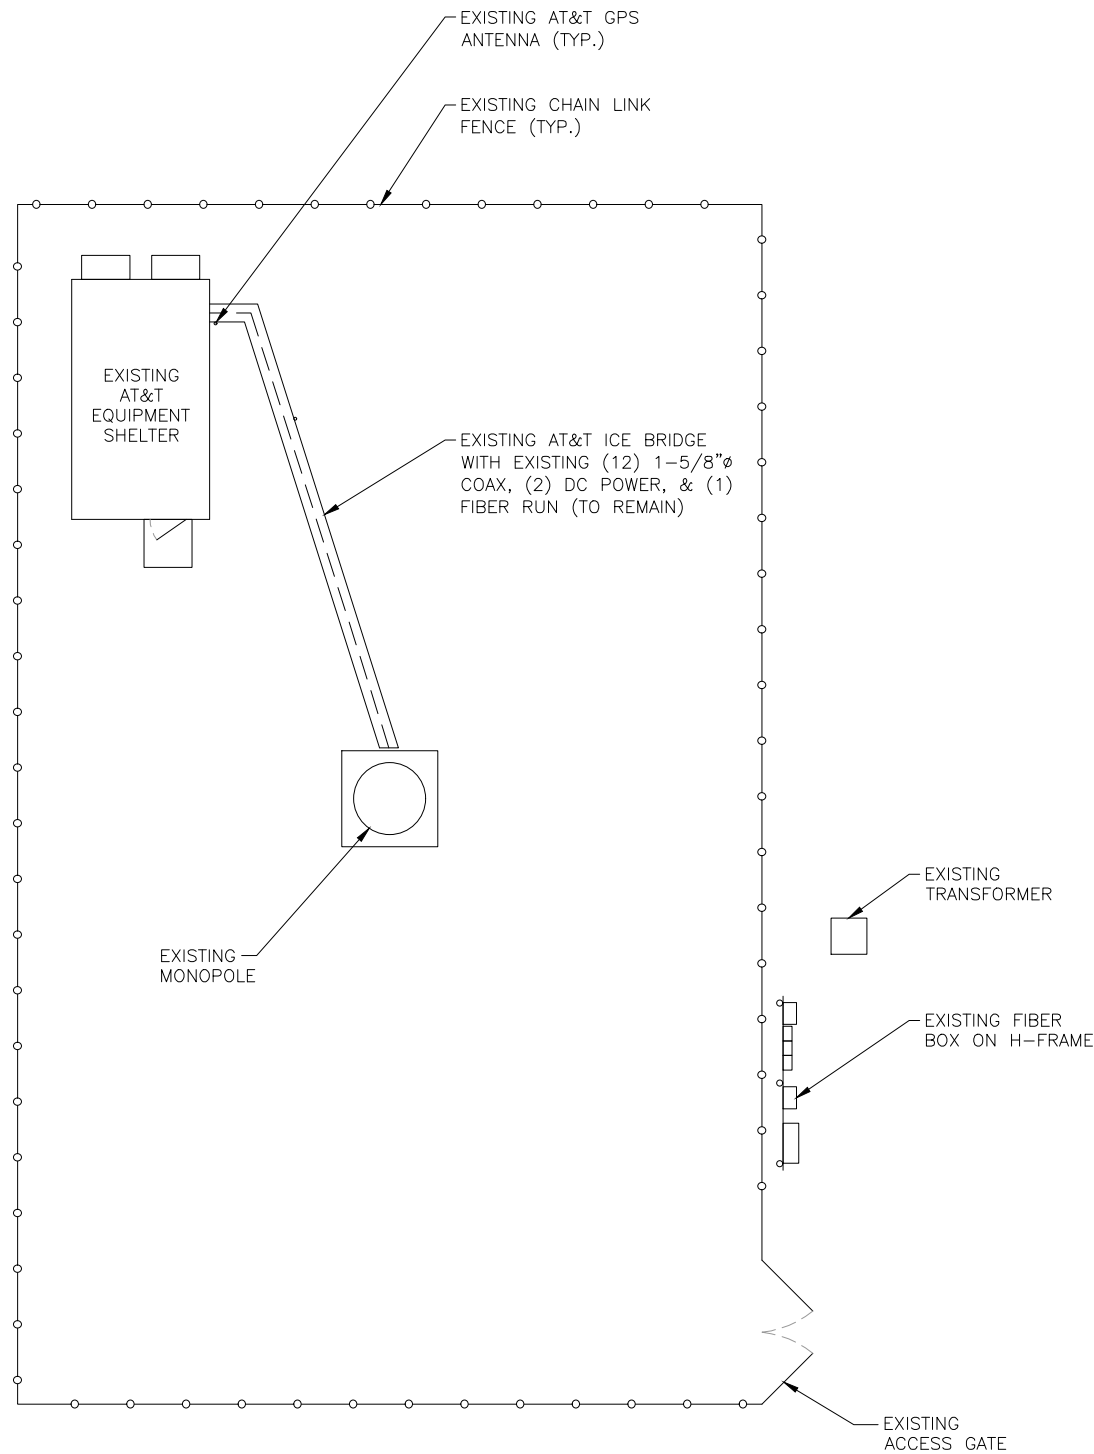 EXISTING AT&T GPS
ANTENNA (TYP.)
EXISTING CHAIN LINK
FENCE (TYP.)
EXISTING
AT&T
EQUIPMENT
SHELTER
EXISTING AT&T ICE BRIDGE
WITH EXISTING (12) 1-5/8"ø
COAX, (2) DC POWER, & (1)
FIBER RUN (TO REMAIN)
EXISTING
TRANSFORMER
EXISTING
MONOPOLE
EXISTING FIBER
BOX ON H-FRAME
EXISTING
ACCESS GATE